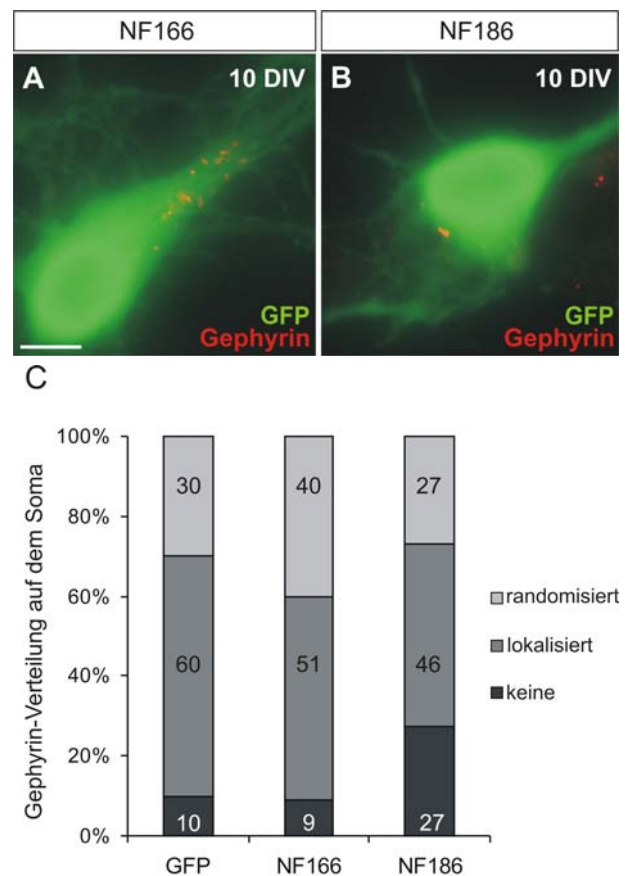 NF166
NF186
A
10 DIV
B
10 DIV
GFP
Gephyrin
GFP
Gephyrin
C
Gephyrin-Verteilung auf dem Soma
100%
80%
60%
40%
20%
0%
30
40
27
60
51
46
10
9
27
randomisiert
lokalisiert
keine
GFP
NF166
NF186